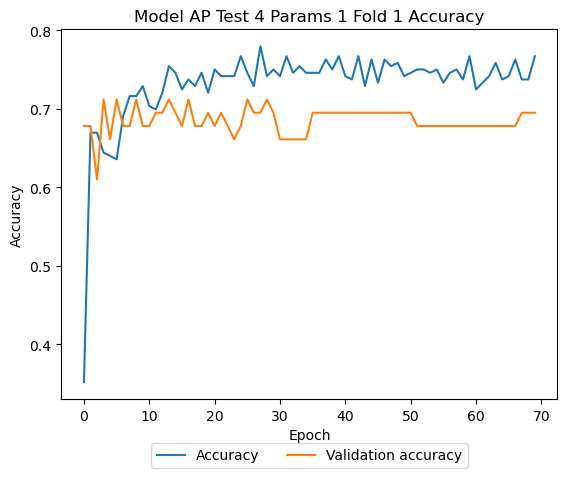 Model AP Test 4 Params 1 Fold 1 Accuracy
0.8
0.7
0.6
0.5
0.4
Accuracy
0 10 20 30 40 50 60 70
Epoch
Accuracy Validation accuracy